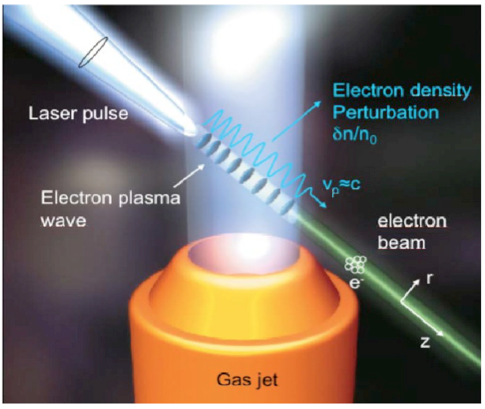 Electron density
Perturbation
δn/n₀
Laser pulse
vₚ≈c
Electron plasma
wave
electron
beam
e⁻
r
z
Gas jet